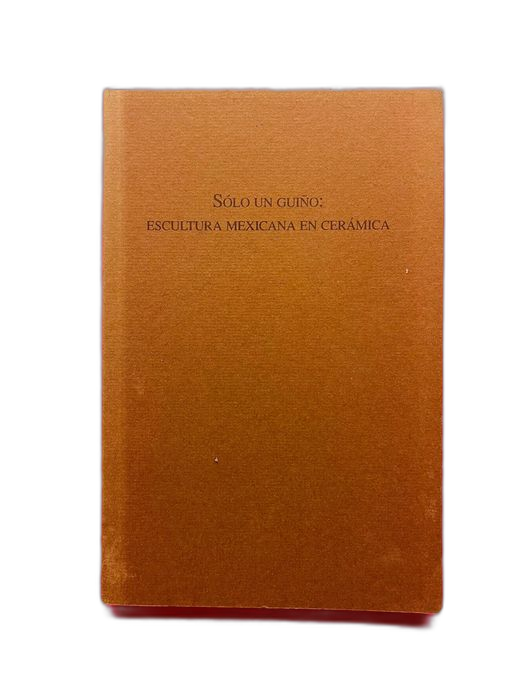 SÓLO UN GUIÑO:
ESCULTURA MEXICANA EN CERÁMICA